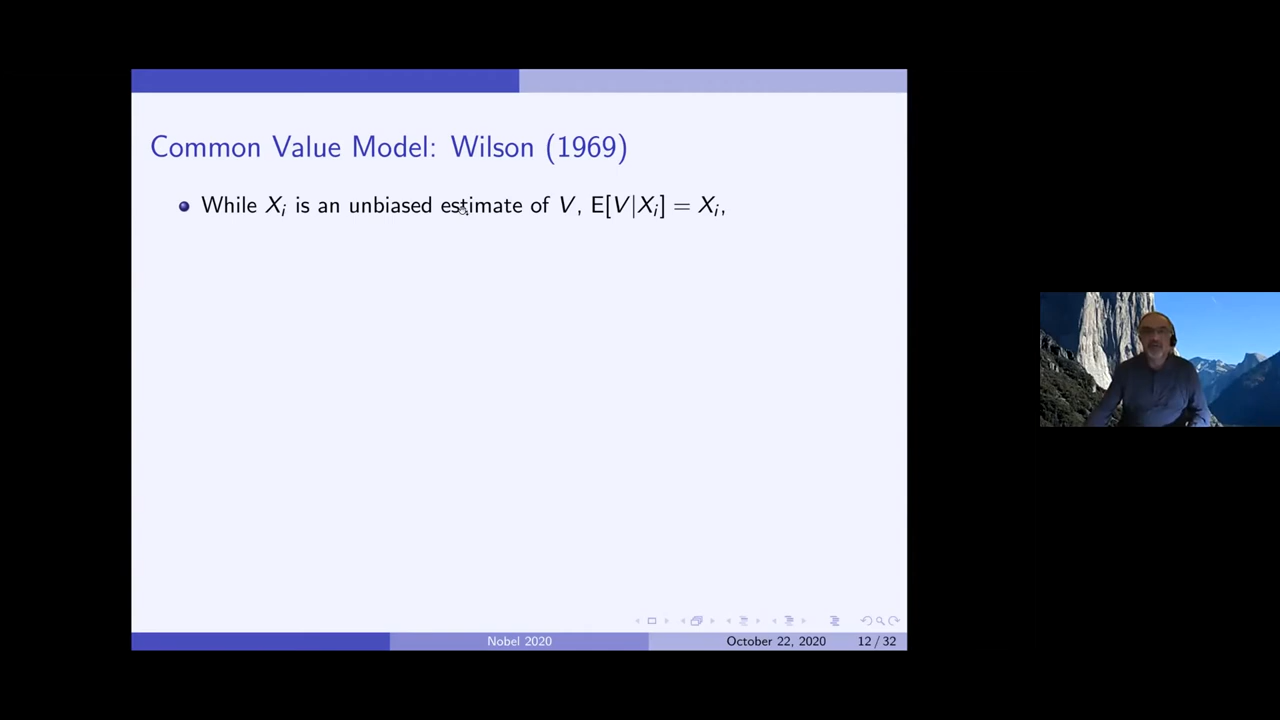 Common Value Model: Wilson (1969)
While Xᵢ is an unbiased estimate of V, E[V|Xᵢ] = Xᵢ,
Nobel 2020 October 22, 2020 12 / 32